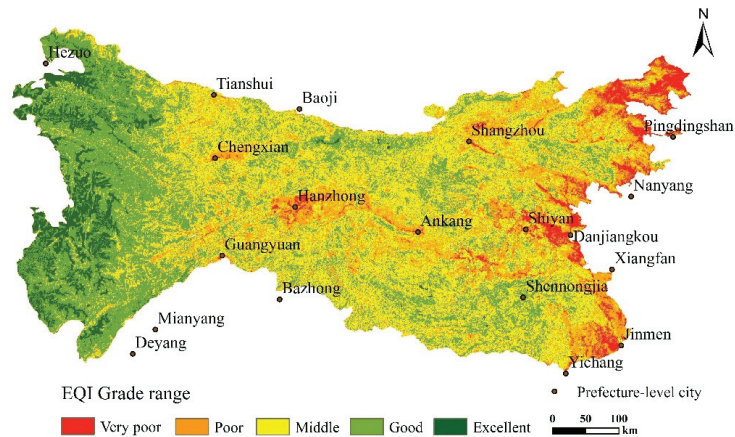 N
Hezuo
Tianshui
Baoji
Shangzhou
Pingdingshan
Chengxian
Nanyang
Hanzhong
Ankang
Shiyan
Danjiangkou
Guangyuan
Xiangfan
Bazhong
Shennongjia
Mianyang
Deyang
Jinmen
Yichang
EQI Grade range
Prefecture-level city
Very poor Poor Middle Good Excellent
0 50 100
km